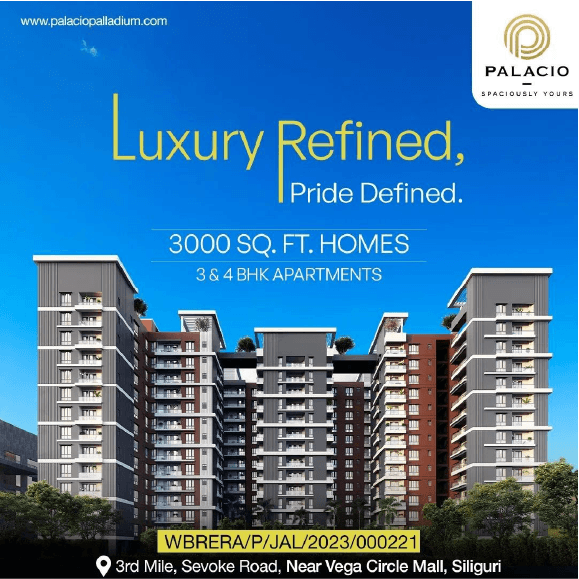 www.palaciopalladium.com
PALACIO
SPACIOUSLY YOURS
Luxury Refined,
Pride Defined.
3000 SQ. FT. HOMES
3 & 4 BHK APARTMENTS
WBRERA/P/JAL/2023/000221
3rd Mile, Sevoke Road, Near Vega Circle Mall, Siliguri